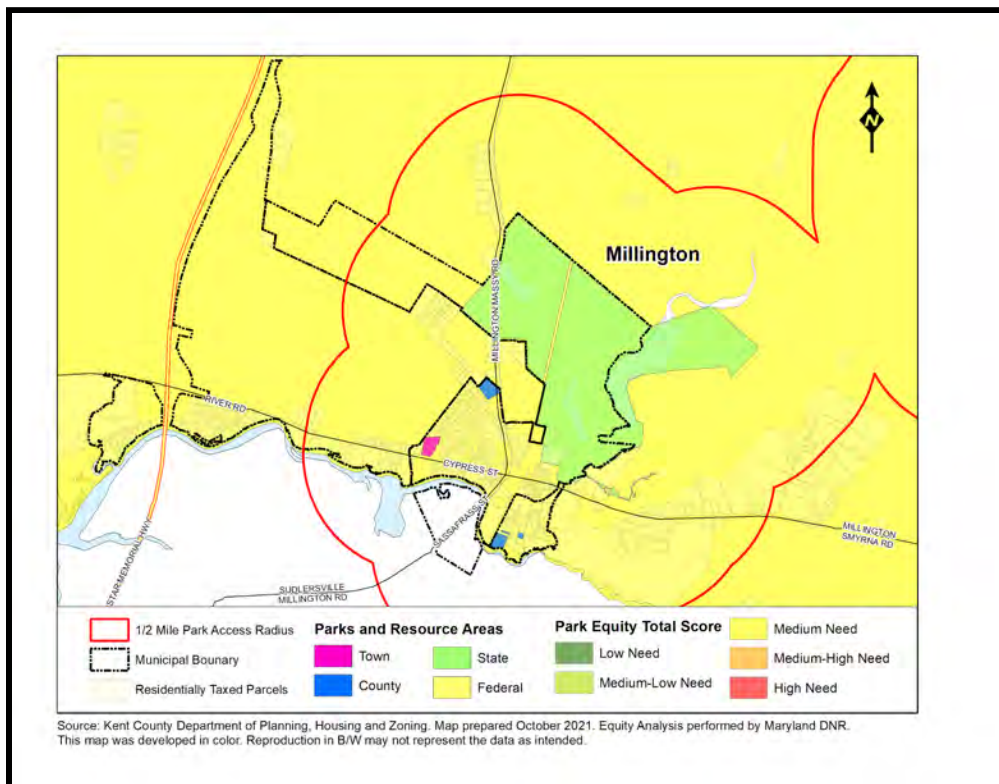 N
Millington
MILLINGTON MASSY RD
RIVER RD
CYPRESS ST
SASSAFRASS ST
STAR MEMORIAL HWY
MILLINGTON
SMYRNA RD
SUDLERSVILLE
MILLINGTON RD
1/2 Mile Park Access Radius
Municipal Bounary
Residentially Taxed Parcels
Parks and Resource Areas
Town
County
State
Federal
Park Equity Total Score
Low Need
Medium-Low Need
Medium Need
Medium-High Need
High Need
Source: Kent County Department of Planning, Housing and Zoning. Map prepared October 2021. Equity Analysis performed by Maryland DNR.
This map was developed in color. Reproduction in B/W may not represent the data as intended.